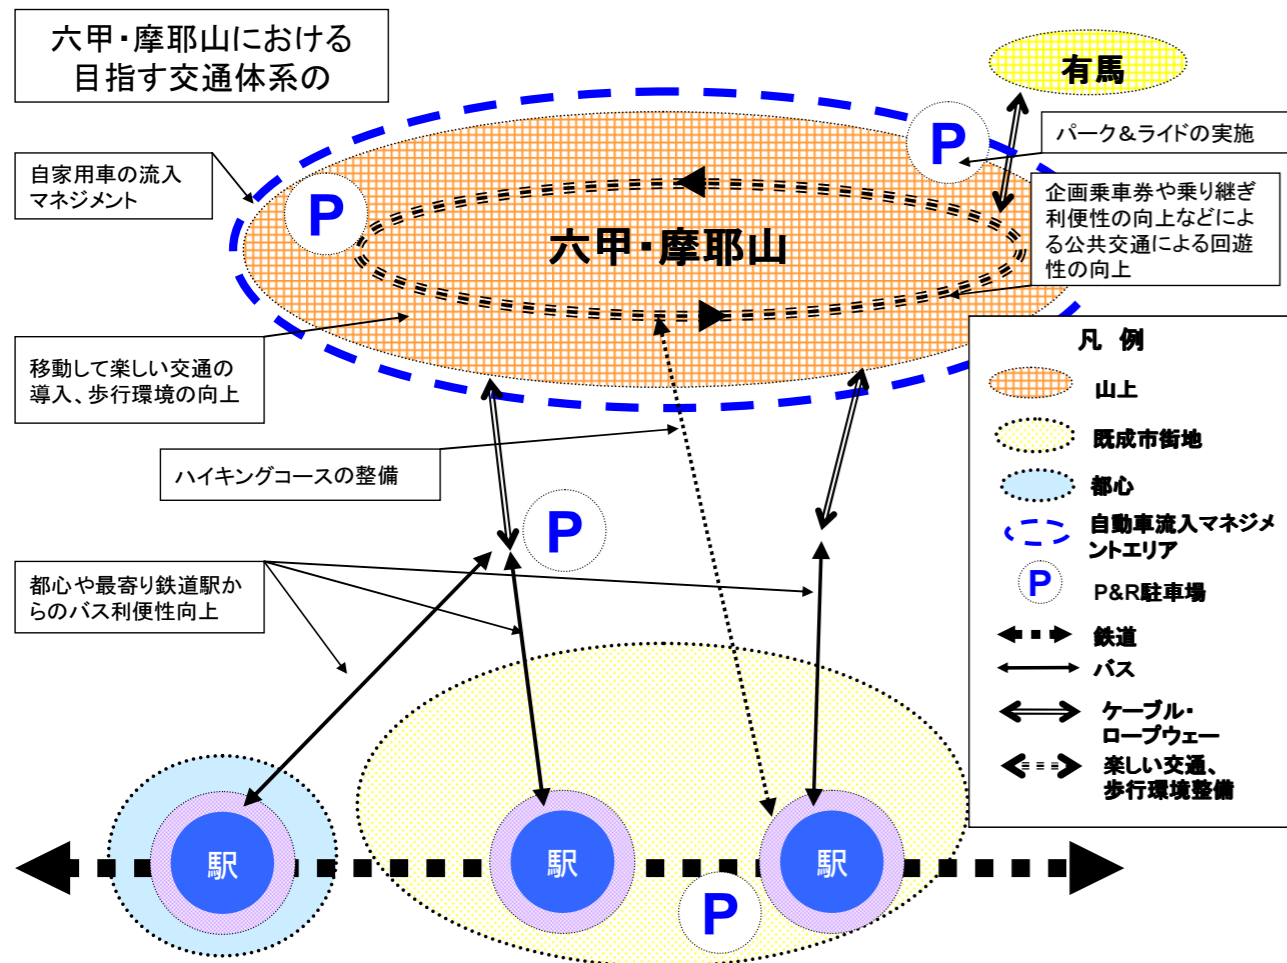 六甲・摩耶山における
目指す交通体系の
有馬
P
パーク＆ライドの実施
自家用車の流入
マネジメント
P
企画乗車券や乗り継ぎ
利便性の向上などによ
る公共交通による回遊
性の向上
六甲・摩耶山
移動して楽しい交通の
導入、歩行環境の向上
ハイキングコースの整備
P
都心や最寄り鉄道駅か
らのバス利便性向上
凡 例
山上
既成市街地
都心
自動車流入マネジメ
ントエリア
P
P&R駐車場
鉄道
バス
ケーブル・
ロープウェー
楽しい交通、
歩行環境整備
駅
駅
駅
P